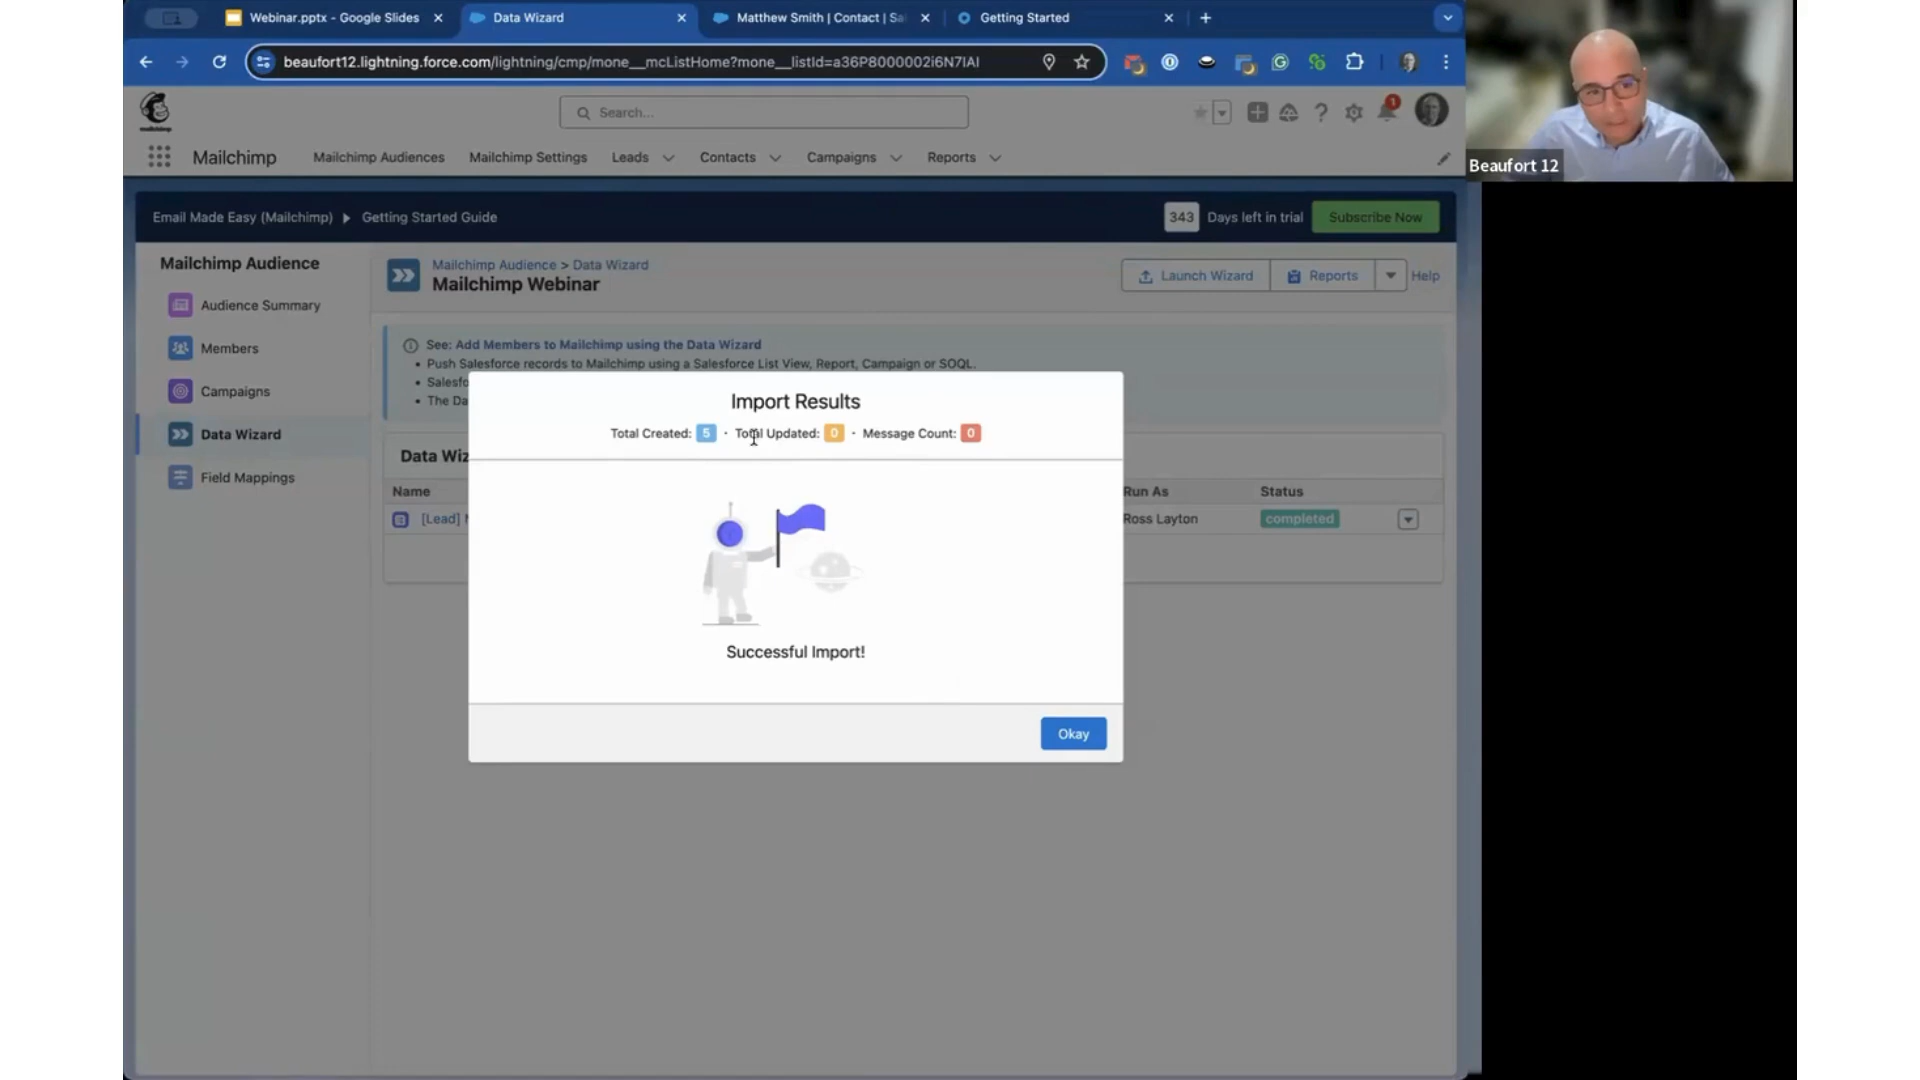 Webinar.pptx - Google Slides
Data Wizard
Matthew Smith | Contact | Sa
Getting Started
beaufort12.lightning.force.com/lightning/cmp/mone__mcListHome?mone__listId=a36P8000002i6N7IAI
mailchimp
Search...
1
Mailchimp
Mailchimp Audiences
Mailchimp Settings
Leads
Contacts
Campaigns
Reports
Beaufort 12
Email Made Easy (Mailchimp)
Getting Started Guide
343 Days left in trial
Subscribe Now
Mailchimp Audience
Audience Summary
Members
Campaigns
Data Wizard
Field Mappings
Mailchimp Audience > Data Wizard
Mailchimp Webinar
Launch Wizard
Reports
Help
See: Add Members to Mailchimp using the Data Wizard
• Push Salesforce records to Mailchimp using a Salesforce List View, Report, Campaign or SOQL.
• Salesfo
• The Da
Data Wiz
Name
Run As
Status
[Lead]
Ross Layton
completed
Import Results
Total Created: 5 · Total Updated: 0 · Message Count: 0
Successful Import!
Okay